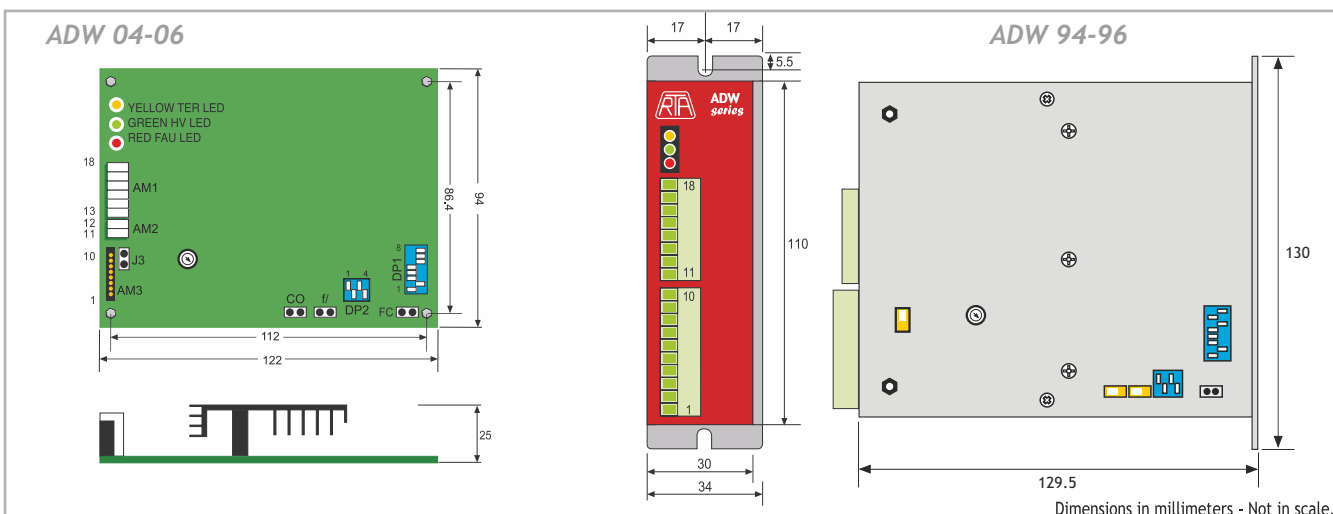 ADW 04-06
YELLOW TER LED
GREEN HV LED
RED FAU LED
18
AM1
13
12
AM2
11
10
J3
AM3
1
CO
f/
1 4
DP2
8
DP1
1
FC
86.4
94
112
122
25
17
17
5.5
RTA
ADW
series
18
11
10
1
110
30
34
ADW 94-96
130
129.5
Dimensions in millimeters - Not in scale.